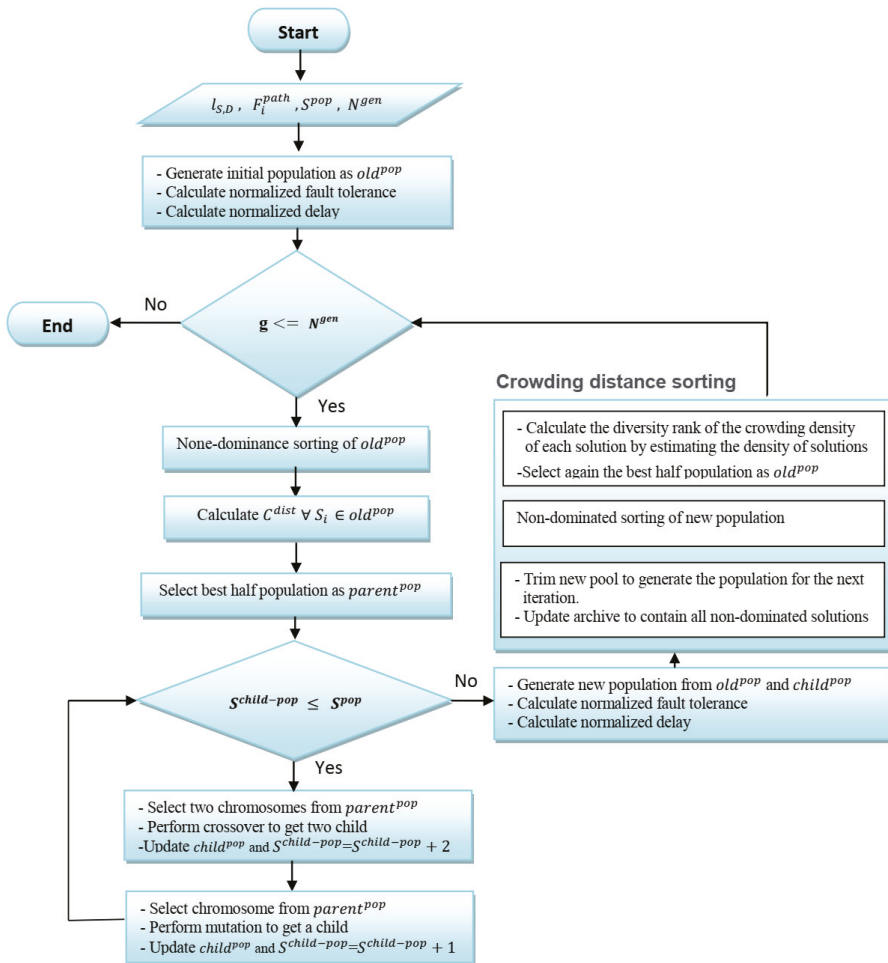 Start
l_{S,D} , F_i^{path} , S^{pop} , N^{gen}
- Generate initial population as old^{pop}
- Calculate normalized fault tolerance
- Calculate normalized delay
g <= N^{gen}
No
End
Yes
None-dominance sorting of old^{pop}
Calculate C^{dist} ∀ S_i ∈ old^{pop}
Select best half population as parent^{pop}
S^{child-pop} ≤ S^{pop}
No
Yes
- Select two chromosomes from parent^{pop}
- Perform crossover to get two child
-Update child^{pop} and S^{child-pop}=S^{child-pop} + 2
- Select chromosome from parent^{pop}
- Perform mutation to get a child
- Update child^{pop} and S^{child-pop}=S^{child-pop} + 1
- Generate new population from old^{pop} and child^{pop}
- Calculate normalized fault tolerance
- Calculate normalized delay
Crowding distance sorting
- Calculate the diversity rank of the crowding density
of each solution by estimating the density of solutions
-Select again the best half population as old^{pop}
Non-dominated sorting of new population
- Trim new pool to generate the population for the next
iteration.
- Update archive to contain all non-dominated solutions